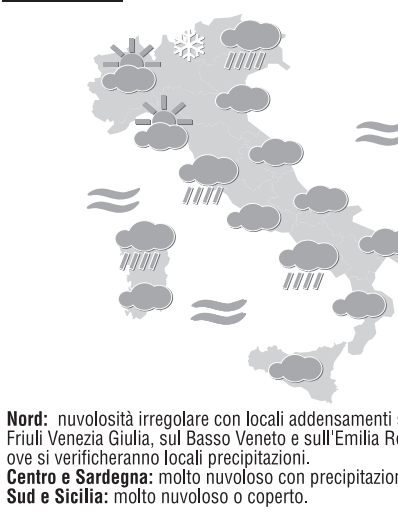 Nord: nuvolosità irregolare con locali addensamenti
Friuli Venezia Giulia, sul Basso Veneto e sull'Emilia
ove si verificheranno locali precipitazioni.
Centro e Sardegna: molto nuvoloso con
Sud e Sicilia: molto nuvoloso o coperto.